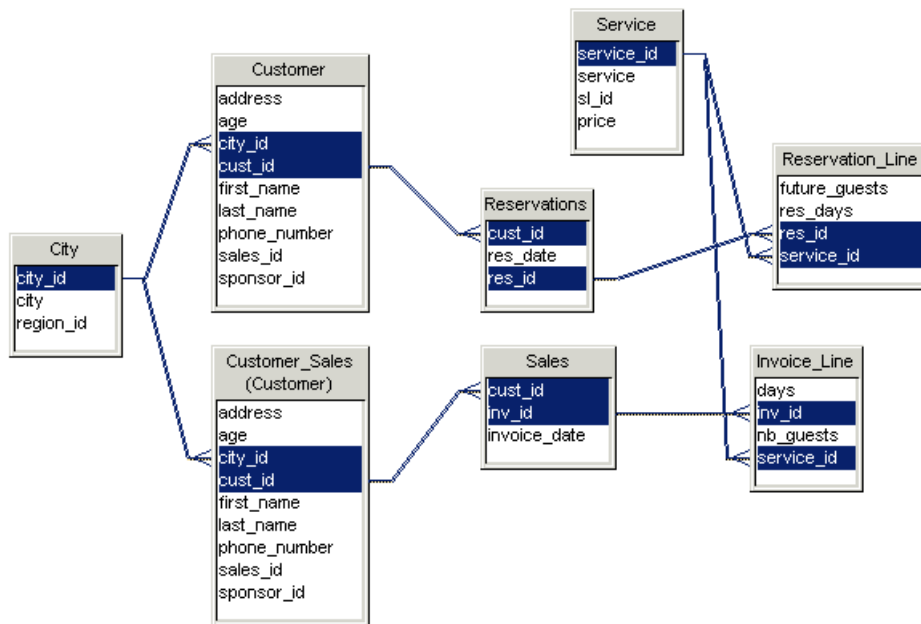 City
city_id
city
region_id
Customer
address
age
city_id
cust_id
first_name
last_name
phone_number
sales_id
sponsor_id
Customer_Sales
(Customer)
address
age
city_id
cust_id
first_name
last_name
phone_number
sales_id
sponsor_id
Reservations
cust_id
res_date
res_id
Sales
cust_id
inv_id
invoice_date
Service
service_id
service
sl_id
price
Reservation_Line
future_guests
res_days
res_id
service_id
Invoice_Line
days
inv_id
nb_guests
service_id